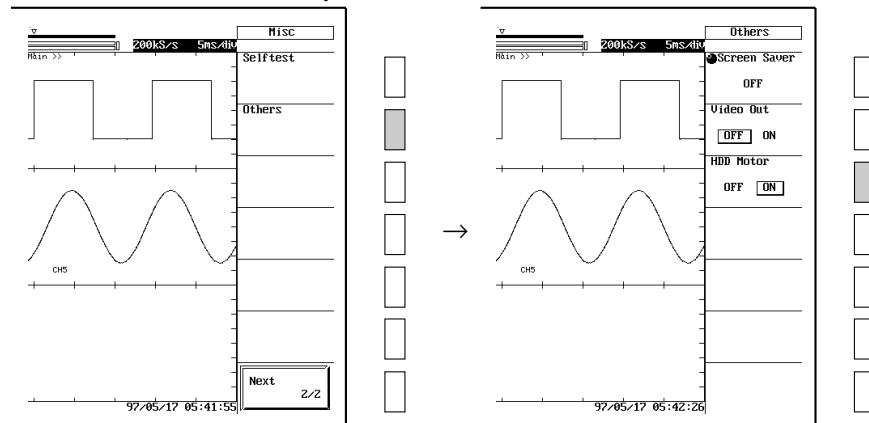 Misc
200kS/s 5ms/div
Main >>
Selftest
Others
CH5
Next
2/2
97/05/17 05:41:55
→
Others
200kS/s 5ms/div
Main >>
Screen Saver
OFF
Video Out
OFF ON
HDD Motor
OFF ON
CH5
97/05/17 05:42:26